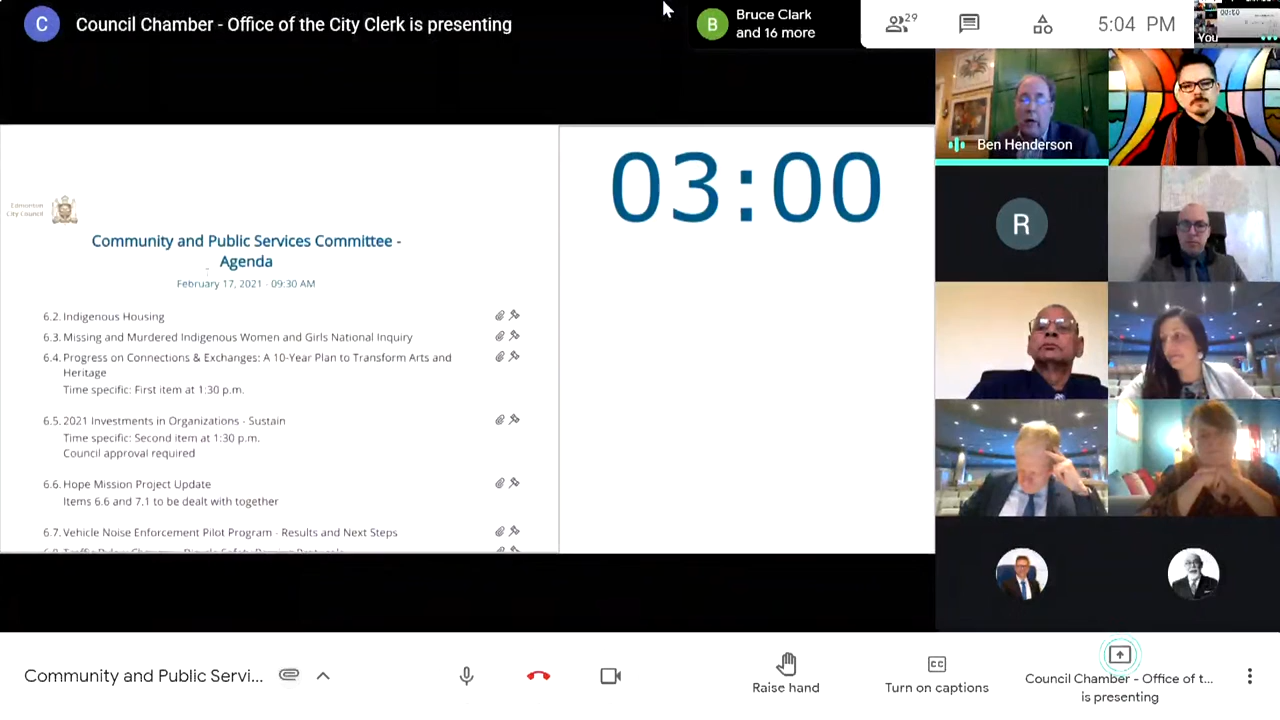 C
Council Chamber - Office of the City Clerk is presenting
B
Bruce Clark
and 16 more
29
5:04 PM
You
Ben Henderson
R
Edmonton
City Council
03:00
Community and Public Services Committee -
Agenda
February 17, 2021 - 09:30 AM
6.2. Indigenous Housing
6.3. Missing and Murdered Indigenous Women and Girls National Inquiry
6.4. Progress on Connections & Exchanges: A 10-Year Plan to Transform Arts and
Heritage
Time specific: First item at 1:30 p.m.
6.5. 2021 Investments in Organizations - Sustain
Time specific: Second item at 1:30 p.m.
Council approval required
6.6. Hope Mission Project Update
Items 6.6 and 7.1 to be dealt with together
6.7. Vehicle Noise Enforcement Pilot Program - Results and Next Steps
Community and Public Servi...
Raise hand
CC
Turn on captions
Council Chamber - Office of t...
is presenting